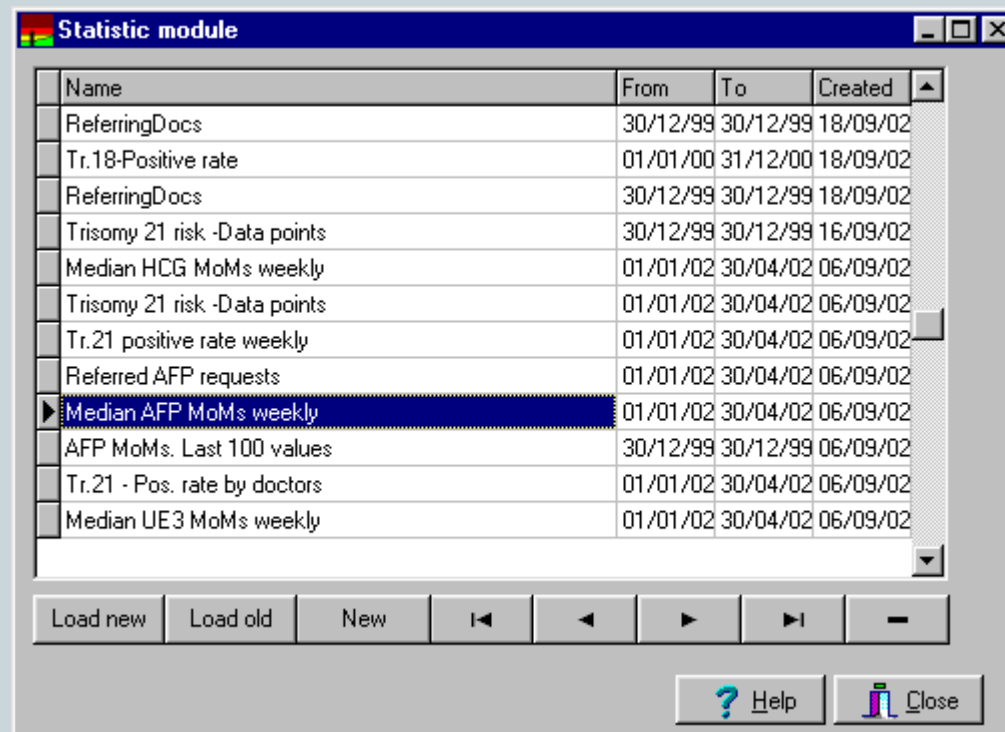 Statistic module
Name From To Created
ReferringDocs 30/12/99 30/12/99 18/09/02
Tr.18-Positive rate 01/01/00 31/12/00 18/09/02
ReferringDocs 30/12/99 30/12/99 18/09/02
Trisomy 21 risk -Data points 30/12/99 30/12/99 16/09/02
Median HCG MoMs weekly 01/01/02 30/04/02 06/09/02
Trisomy 21 risk -Data points 01/01/02 30/04/02 06/09/02
Tr.21 positive rate weekly 01/01/02 30/04/02 06/09/02
Referred AFP requests 01/01/02 30/04/02 06/09/02
Median AFP MoMs weekly 01/01/02 30/04/02 06/09/02
AFP MoMs. Last 100 values 30/12/99 30/12/99 06/09/02
Tr.21 - Pos. rate by doctors 01/01/02 30/04/02 06/09/02
Median UE3 MoMs weekly 01/01/02 30/04/02 06/09/02
Load new Load old New
Help Close